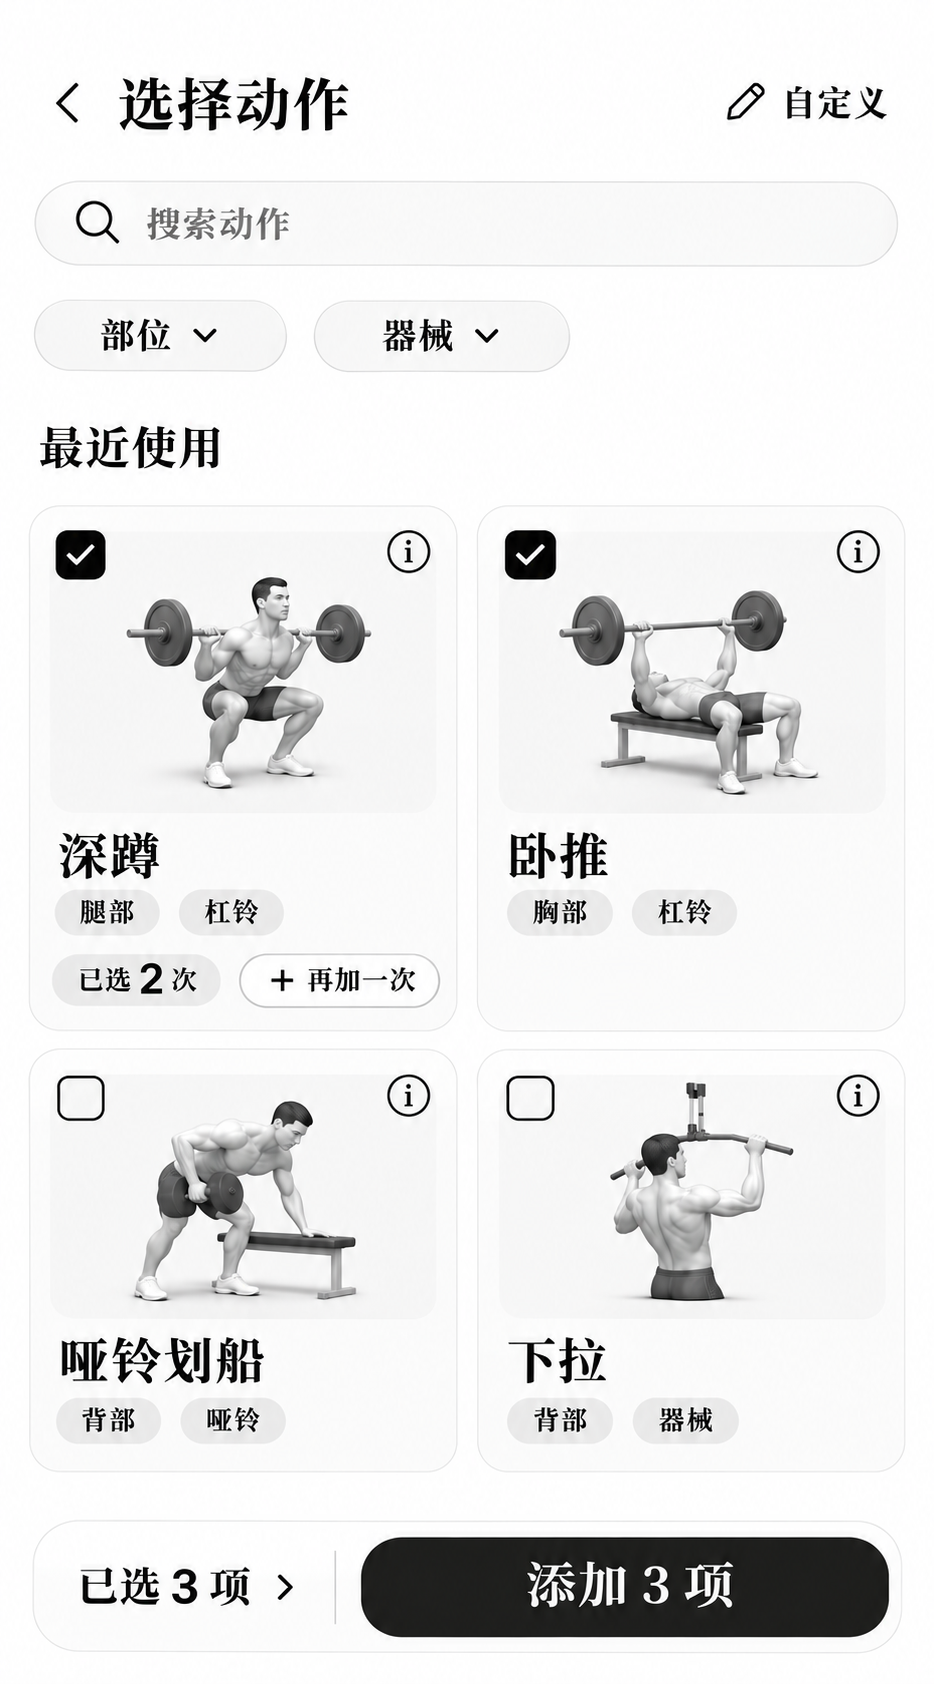 选择动作
自定义
搜索动作
部位
器械
最近使用
深蹲
腿部 杠铃
已选 2 次 + 再加一次
卧推
胸部 杠铃
哑铃划船
背部 哑铃
下拉
背部 器械
已选 3 项
添加 3 项